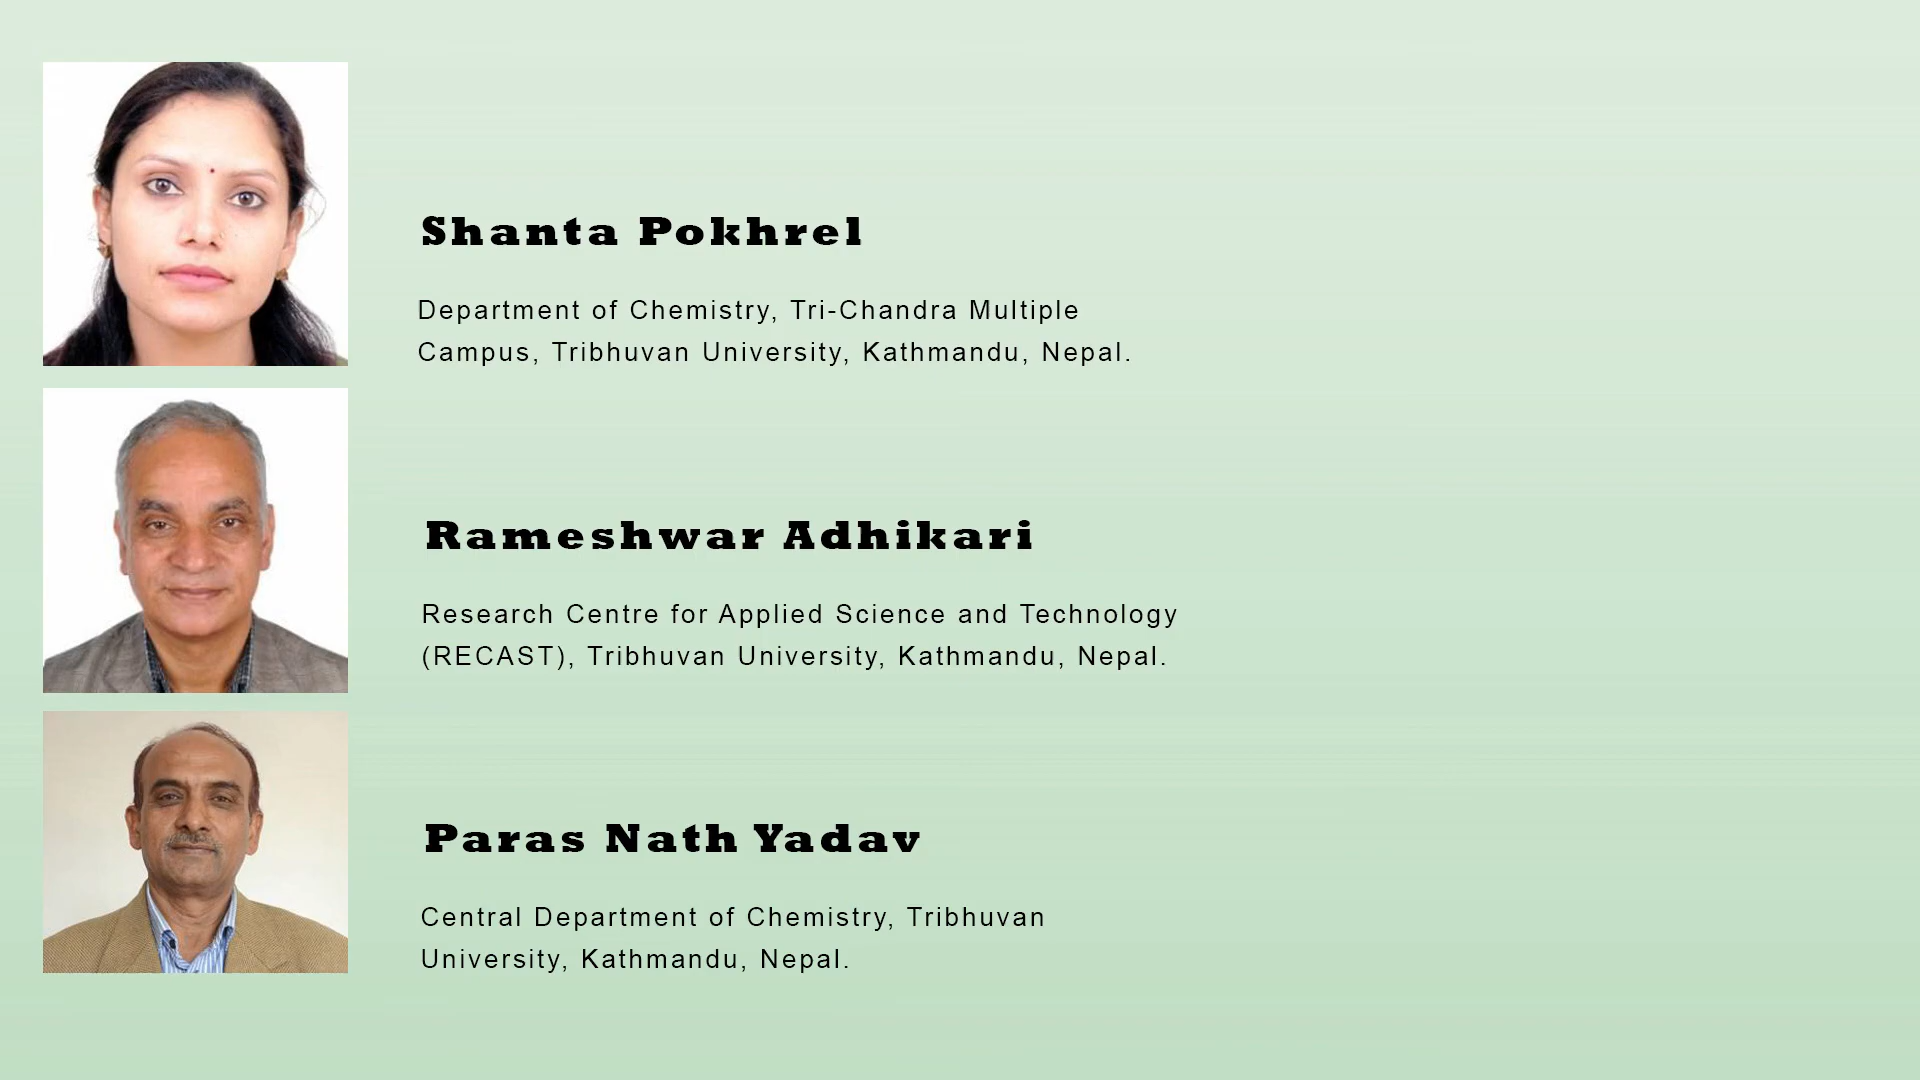 Shanta Pokhrel
Department of Chemistry, Tri-Chandra Multiple
Campus, Tribhuvan University, Kathmandu, Nepal.
Rameshwar Adhikari
Research Centre for Applied Science and Technology
(RECAST), Tribhuvan University, Kathmandu, Nepal.
Paras Nath Yadav
Central Department of Chemistry, Tribhuvan
University, Kathmandu, Nepal.